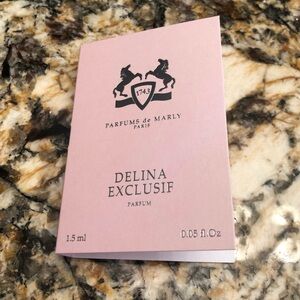 1743
PARFUMS de MARLY
PARIS
DELINA
EXCLUSIF
PARFUM
1.5 ml 0.05 fl.Oz